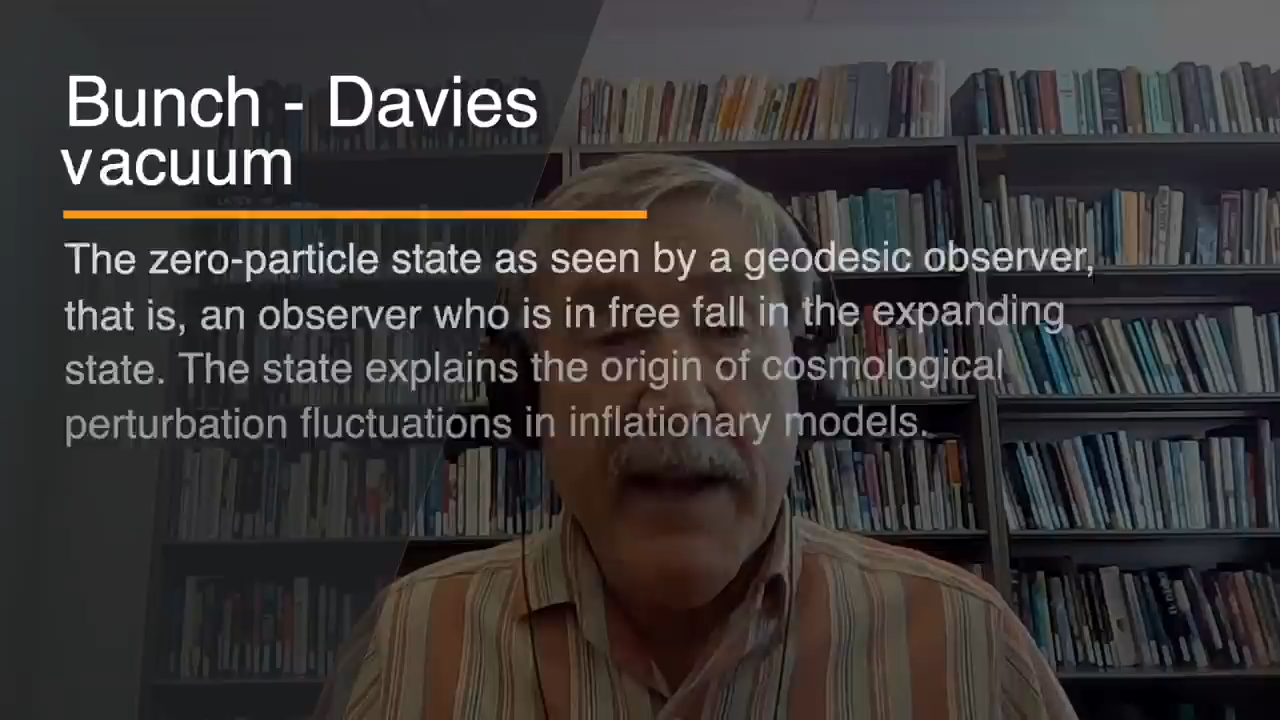 Bunch - Davies
vacuum
The zero-particle state as seen by a geodesic observer,
that is, an observer who is in free fall in the expanding
state. The state explains the origin of cosmological
perturbation fluctuations in inflationary models.